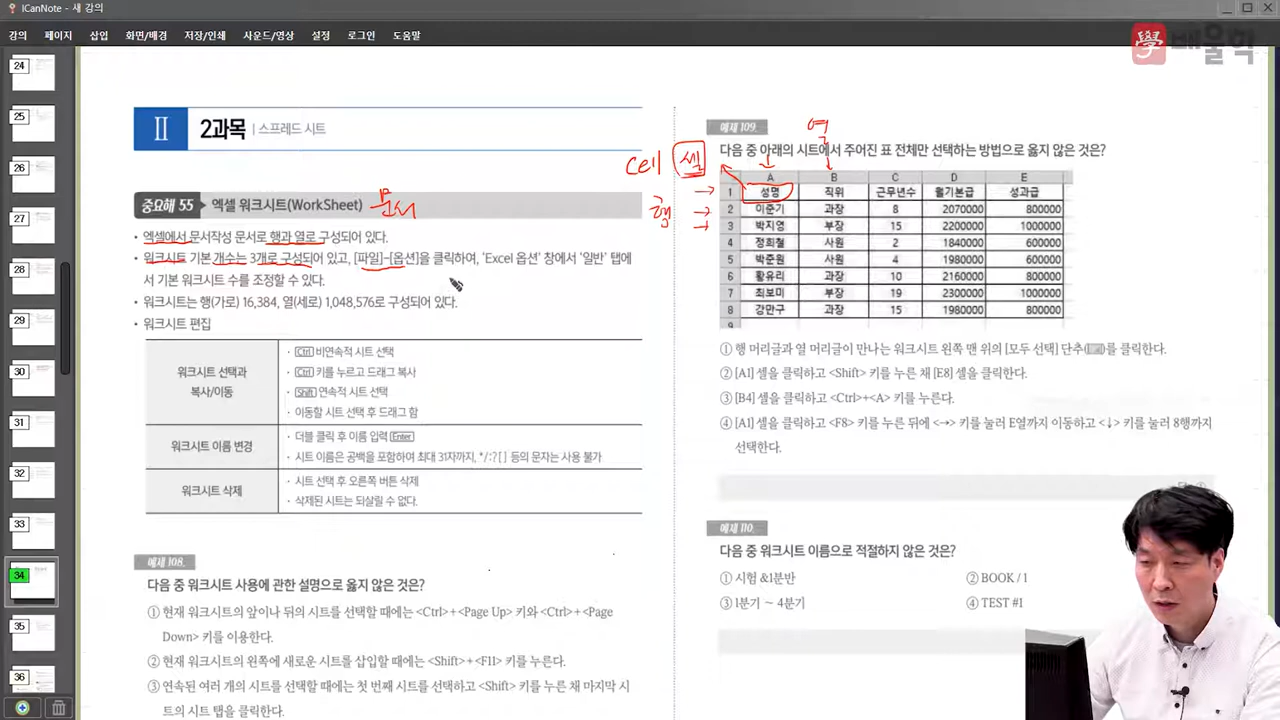 ICanNote - 새 강의
강의 페이지 삽입 화면/배경 저장/인쇄 사운드/영상 설정 로그인 도움말
學 배울학
24
25
26
27
28
29
30
31
32
33
34
35
36
Ⅱ 2과목 | 스프레드 시트
중요해 55 엑셀 워크시트(WorkSheet) 문서
• 엑셀에서 문서작성 문서로 행과 열로 구성되어 있다.
• 워크시트 기본 개수는 3개로 구성되어 있고, [파일]-[옵션]을 클릭하여, 'Excel 옵션' 창에서 '일반' 탭에
서 기본 워크시트 수를 조정할 수 있다.
• 워크시트는 행(가로) 16,384, 열(세로) 1,048,576로 구성되어 있다.
• 워크시트 편집
워크시트 선택과
복사/이동
· Ctrl 비연속적 시트 선택
· Ctrl 키를 누르고 드래그 복사
· Shift 연속적 시트 선택
· 이동할 시트 선택 후 드래그 함
워크시트 이름 변경
· 더블 클릭 후 이름 입력 Enter
· 시트 이름은 공백을 포함하여 최대 31자까지, */:?[ ] 등의 문자는 사용 불가
워크시트 삭제
· 시트 선택 후 오른쪽 버튼 삭제
· 삭제된 시트는 되살릴 수 없다.
예제 108
다음 중 워크시트 사용에 관한 설명으로 옳지 않은 것은?
① 현재 워크시트의 앞이나 뒤의 시트를 선택할 때에는 <Ctrl>+<Page Up> 키와 <Ctrl>+<Page
Down> 키를 이용한다.
② 현재 워크시트의 왼쪽에 새로운 시트를 삽입할 때에는 <Shift>+<F11> 키를 누른다.
③ 연속된 여러 개의 시트를 선택할 때에는 첫 번째 시트를 선택하고 <Shift> 키를 누른 채 마지막 시
트의 시트 탭을 클릭한다.
예제 109
열
다음 중 아래의 시트에서 주어진 표 전체만 선택하는 방법으로 옳지 않은 것은?
cell 셀
행
A B C D E
1 성명 직위 근무년수 월기본급 성과급
2 이준기 과장 8 2070000 800000
3 박지영 부장 15 2200000 1000000
4 정희철 사원 2 1840000 600000
5 박준원 사원 4 1980000 600000
6 황유리 과장 10 2160000 800000
7 최보미 부장 19 2300000 1000000
8 강만구 과장 15 1980000 800000
9
① 행 머리글과 열 머리글이 만나는 워크시트 왼쪽 맨 위의 [모두 선택] 단추( )를 클릭한다.
② [A1] 셀을 클릭하고 <Shift> 키를 누른 채 [E8] 셀을 클릭한다.
③ [B4] 셀을 클릭하고 <Ctrl>+<A> 키를 누른다.
④ [A1] 셀을 클릭하고 <F8> 키를 누른 뒤에 <→> 키를 눌러 E열까지 이동하고 <↓> 키를 눌러 8행까지
선택한다.
예제 110
다음 중 워크시트 이름으로 적절하지 않은 것은?
① 시험 &1분반 ② BOOK / 1
③ 1분기 ~ 4분기 ④ TEST #1